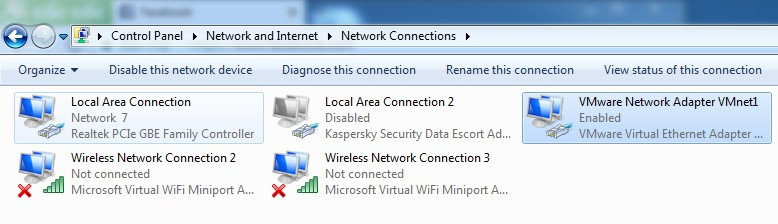 Facebook
Control Panel Network and Internet Network Connections
Organize Disable this network device Diagnose this connection Rename this connection View status of this connection
Local Area Connection
Network 7
Realtek PCIe GBE Family Controller
Local Area Connection 2
Disabled
Kaspersky Security Data Escort Ad...
VMware Network Adapter VMnet1
Enabled
VMware Virtual Ethernet Adapter ...
Wireless Network Connection 2
Not connected
Microsoft Virtual WiFi Miniport A...
Wireless Network Connection 3
Not connected
Microsoft Virtual WiFi Miniport A...